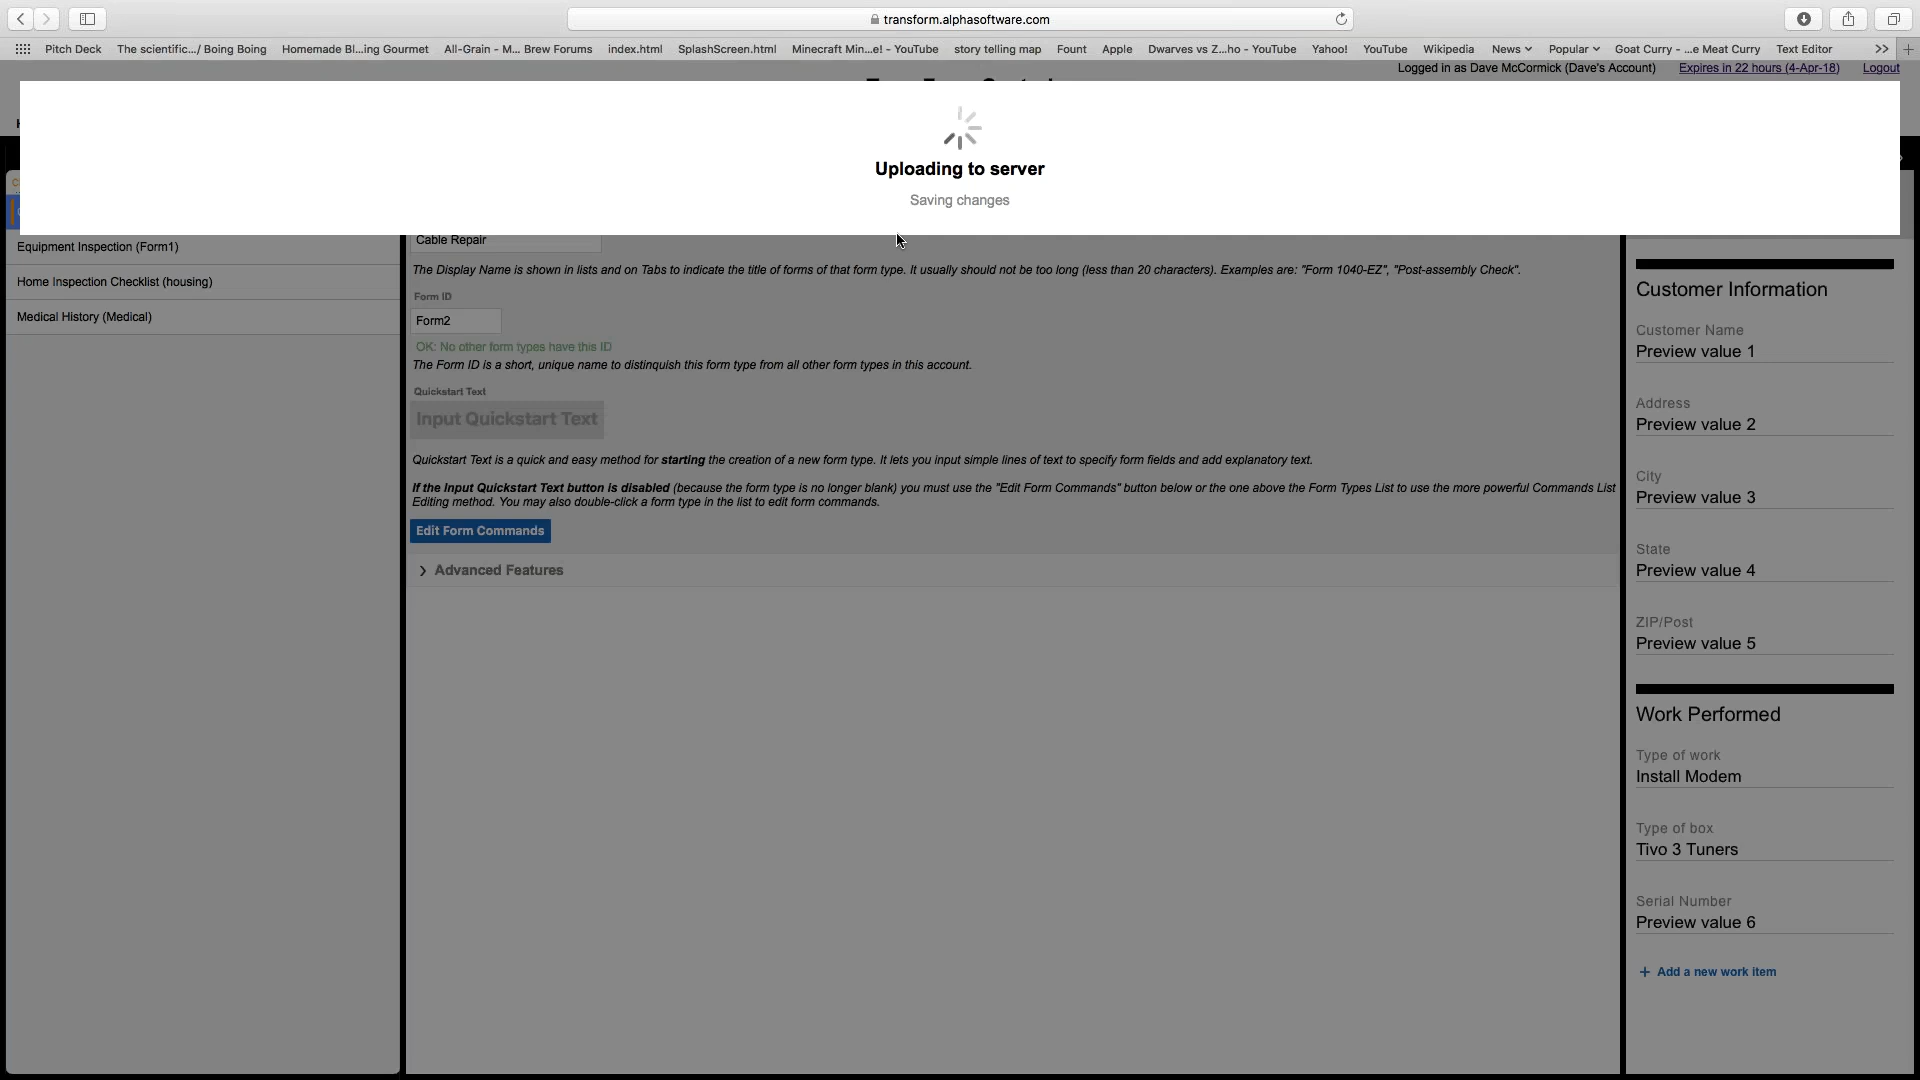 transform.alphasoftware.com
Pitch Deck The scientific.../ Boing Boing Homemade Bl...ing Gourmet All-Grain - M... Brew Forums index.html SplashScreen.html Minecraft Min...e! - YouTube story telling map Fount Apple Dwarves vs Z...ho - YouTube Yahoo! YouTube Wikipedia News Popular Goat Curry - ...e Meat Curry Text Editor
Logged in as Dave McCormick (Dave's Account) Expires in 22 hours (4-Apr-18) Logout
Uploading to server
Saving changes
Equipment Inspection (Form1)
Home Inspection Checklist (housing)
Medical History (Medical)
Cable Repair
The Display Name is shown in lists and on Tabs to indicate the title of forms of that form type. It usually should not be too long (less than 20 characters). Examples are: "Form 1040-EZ", "Post-assembly Check".
Form ID
Form2
OK: No other form types have this ID
The Form ID is a short, unique name to distinquish this form type from all other form types in this account.
Quickstart Text
Input Quickstart Text
Quickstart Text is a quick and easy method for starting the creation of a new form type. It lets you input simple lines of text to specify form fields and add explanatory text.
If the Input Quickstart Text button is disabled (because the form type is no longer blank) you must use the "Edit Form Commands" button below or the one above the Form Types List to use the more powerful Commands List
Editing method. You may also double-click a form type in the list to edit form commands.
Edit Form Commands
Advanced Features
Customer Information
Customer Name
Preview value 1
Address
Preview value 2
City
Preview value 3
State
Preview value 4
ZIP/Post
Preview value 5
Work Performed
Type of work
Install Modem
Type of box
Tivo 3 Tuners
Serial Number
Preview value 6
+ Add a new work item